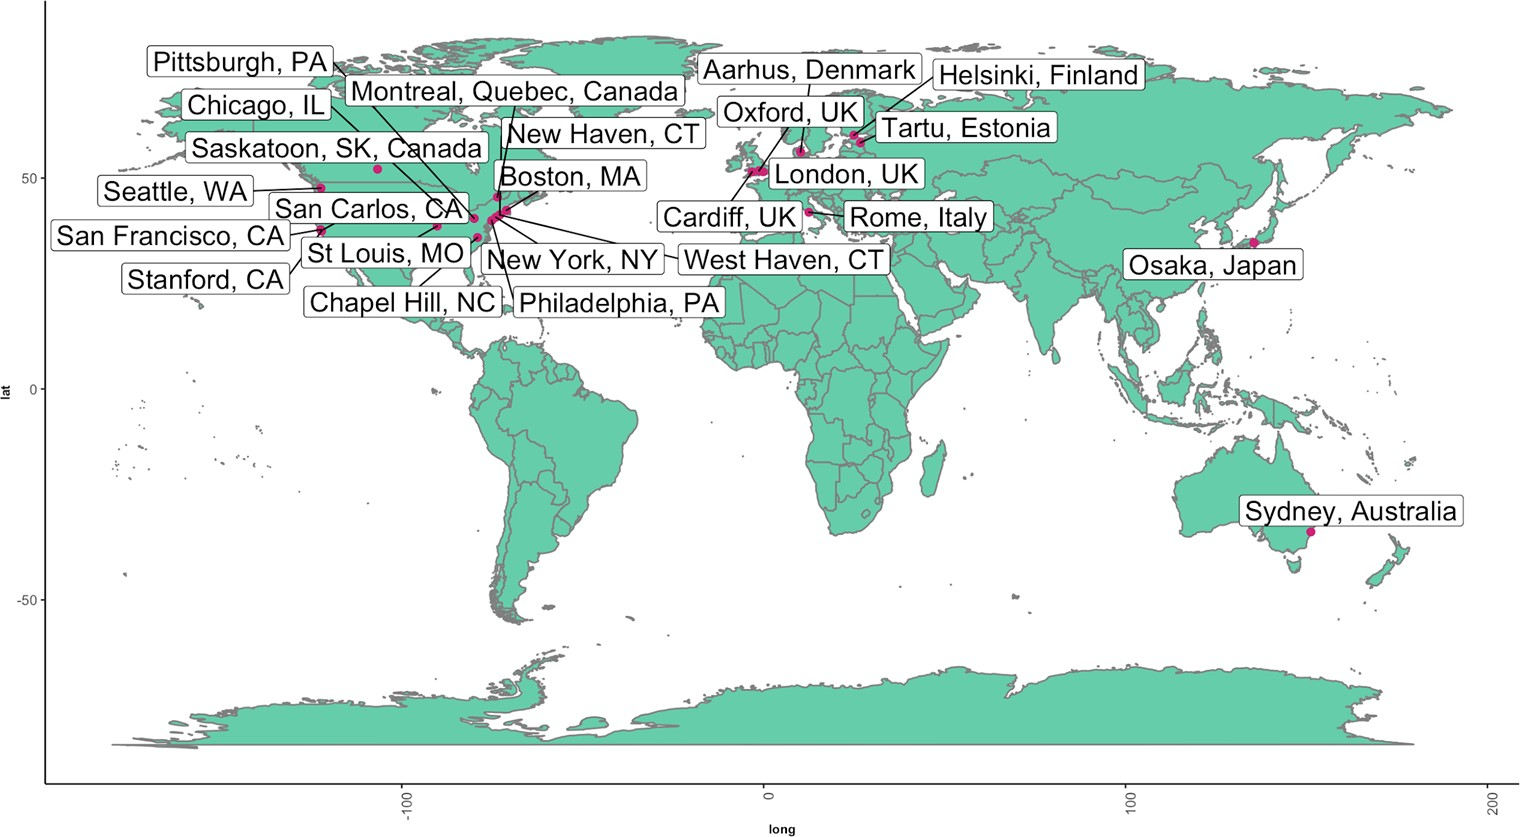 Pittsburgh, PA
Aarhus, Denmark
Helsinki, Finland
Montreal, Quebec, Canada
Chicago, IL
Oxford, UK
Tartu, Estonia
New Haven, CT
Saskatoon, SK, Canada
50
Boston, MA
London, UK
Seattle, WA
San Carlos, CA
Cardiff, UK
Rome, Italy
San Francisco, CA
St Louis, MO
New York, NY
West Haven, CT
Osaka, Japan
Stanford, CA
Chapel Hill, NC
Philadelphia, PA
0
lat
Sydney, Australia
-50
-100
0
100
200
long